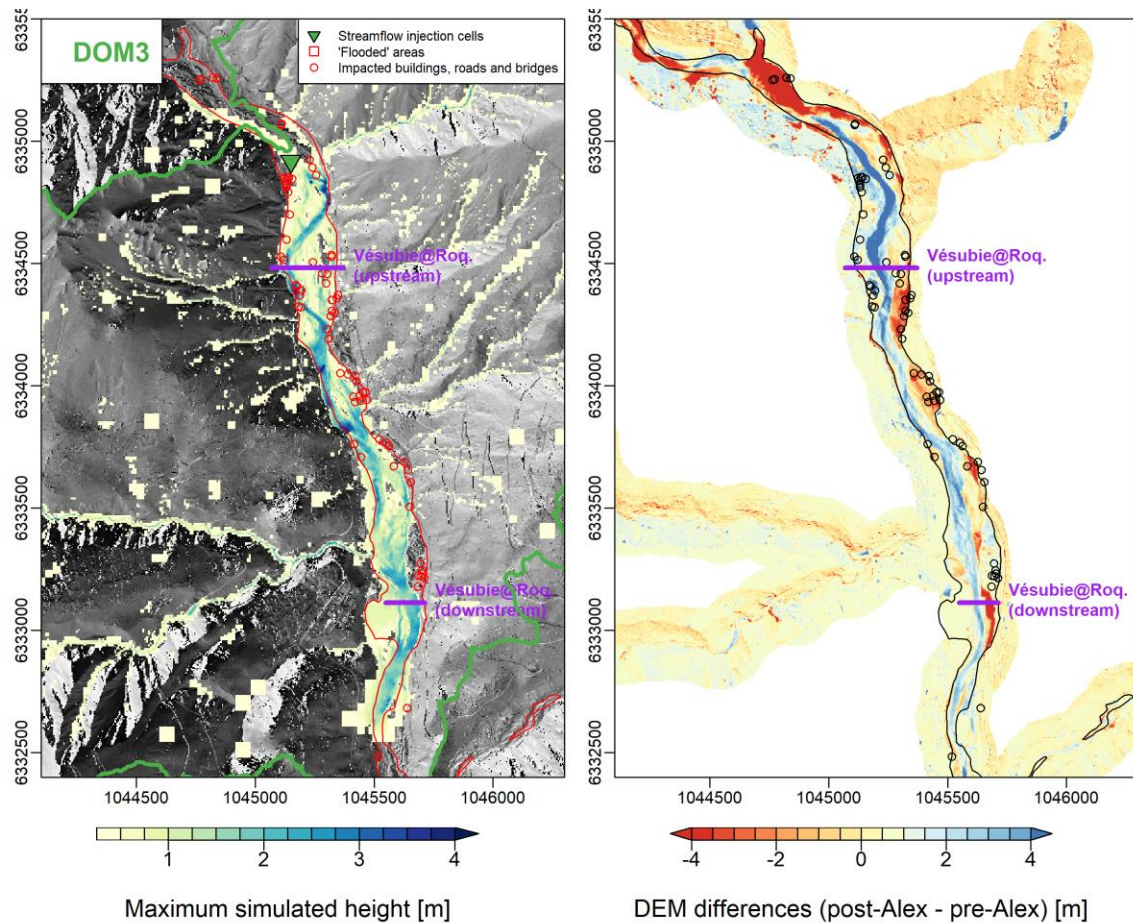 DOM3
Streamflow injection cells
'Flooded' areas
Impacted buildings, roads and bridges
Vésubie@Roq.
(upstream)
Vésubie@Roq.
(downstream)
6335000
6334500
6334000
6333500
6333000
6332500
1044500
1045000
1045500
1046000
1
2
3
4
Maximum simulated height [m]
Vésubie@Roq.
(upstream)
Vésubie@Roq.
(downstream)
6335000
6334500
6334000
6333500
6333000
6332500
1044500
1045000
1045500
1046000
-4
-2
0
2
4
DEM differences (post-Alex - pre-Alex) [m]